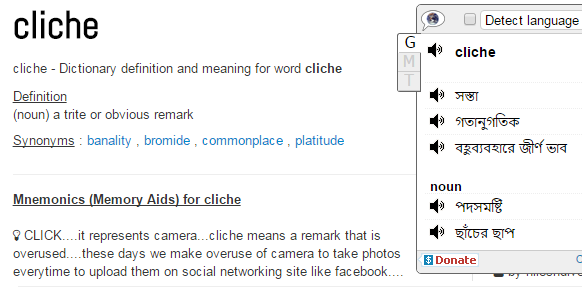 cliche
cliche - Dictionary definition and meaning for word cliche
Definition
(noun) a trite or obvious remark
Synonyms : banality , bromide , commonplace , platitude
Mnemonics (Memory Aids) for cliche
CLICK....it represents camera...cliche means a remark that is
overused....these days we make overuse of camera to take photos
everytime to upload them on social networking site like facebook....
Detect language
G
M
T
cliche
সস্তা
গতানুগতিক
বহুব্যবহারে জীর্ণ ভাব
noun
পদসমষ্টি
ছাঁচের ছাপ
$ Donate